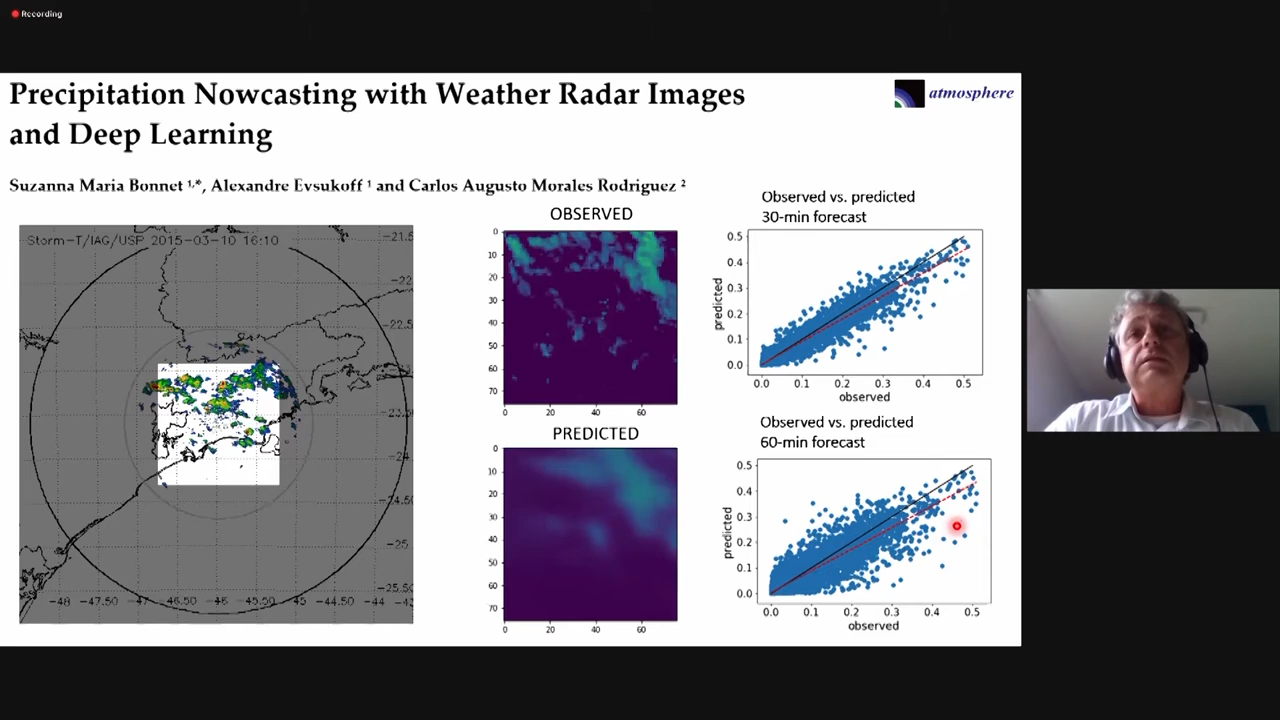 Recording
Precipitation Nowcasting with Weather Radar Images
and Deep Learning
atmosphere
Suzanna Maria Bonnet ¹,*, Alexandre Evsukoff ¹ and Carlos Augusto Morales Rodriguez ²
Storm-T/IAG/USP 2015-03-10 16:10
-21.5
-22
-22.5
-23.5
-24
-24.50
-25
-25.50
-48 -47.50 -47 -46.50 -46 -45.50 -45 -44.50 -44
OBSERVED
0
10
20
30
40
50
60
70
0 20 40 60
PREDICTED
0
10
20
30
40
50
60
70
0 20 40 60
Observed vs. predicted
30-min forecast
0.5
0.4
0.3
0.2
0.1
0.0
predicted
0.0 0.1 0.2 0.3 0.4 0.5
observed
Observed vs. predicted
60-min forecast
0.5
0.4
0.3
0.2
0.1
0.0
predicted
0.0 0.1 0.2 0.3 0.4 0.5
observed